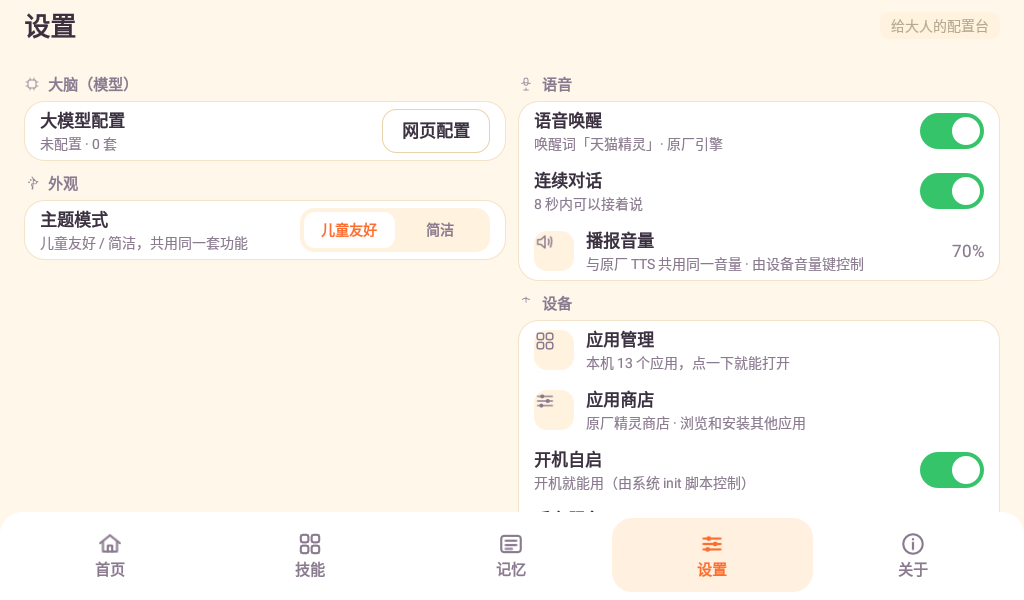 设置
给大人的配置台
大脑（模型）
大模型配置
未配置 · 0 套
网页配置
外观
主题模式
儿童友好 / 简洁，共用同一套功能
儿童友好
简洁
语音
语音唤醒
唤醒词「天猫精灵」· 原厂引擎
连续对话
8 秒内可以接着说
播报音量
与原厂 TTS 共用同一音量 · 由设备音量键控制
70%
设备
应用管理
本机 13 个应用，点一下就能打开
应用商店
原厂精灵商店 · 浏览和安装其他应用
开机自启
开机就能用（由系统 init 脚本控制）
首页
技能
记忆
设置
关于